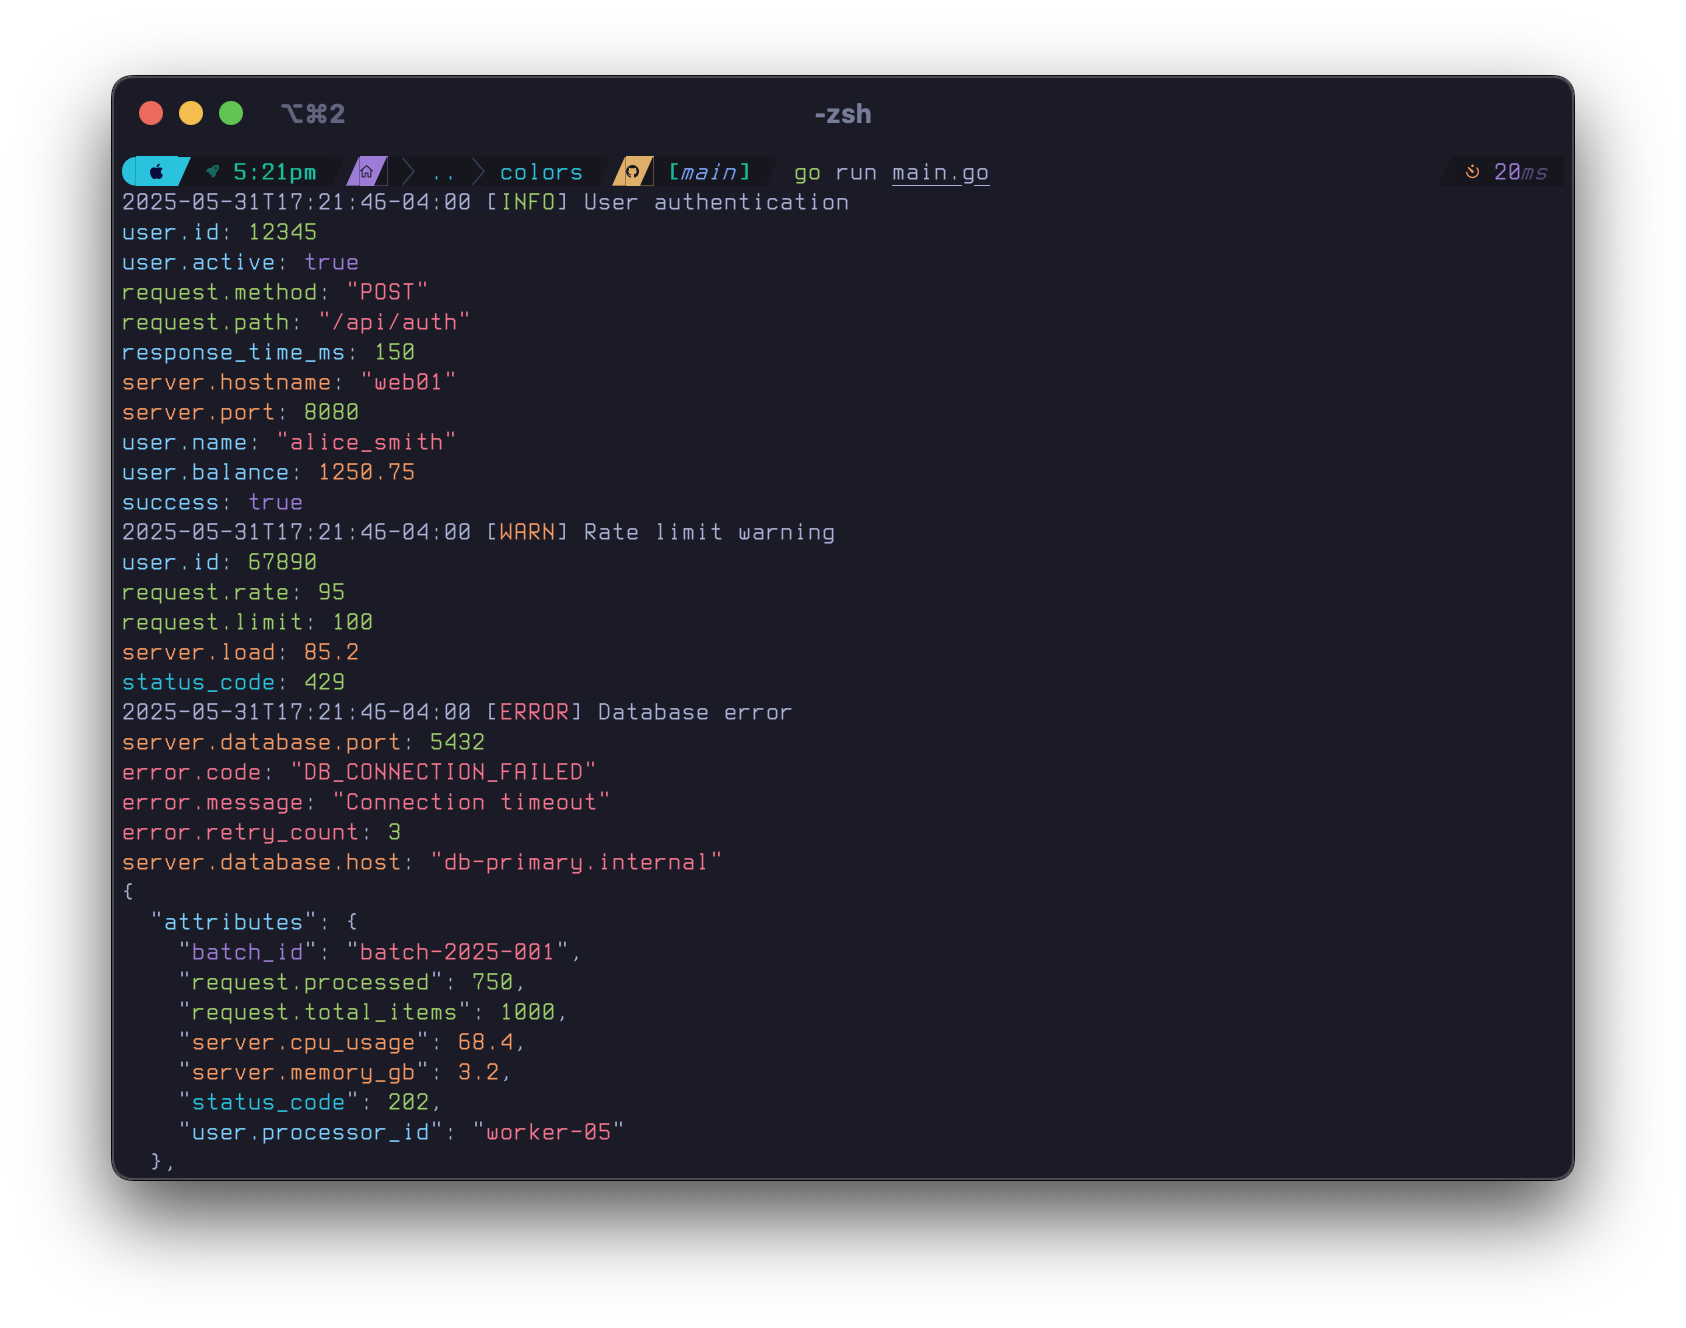 ⌥⌘2 -zsh
5:21pm .. colors [main] go run main.go 20ms
2025-05-31T17:21:46-04:00 [INFO] User authentication
user.id: 12345
user.active: true
request.method: "POST"
request.path: "/api/auth"
response_time_ms: 150
server.hostname: "web01"
server.port: 8080
user.name: "alice_smith"
user.balance: 1250.75
success: true
2025-05-31T17:21:46-04:00 [WARN] Rate limit warning
user.id: 67890
request.rate: 95
request.limit: 100
server.load: 85.2
status_code: 429
2025-05-31T17:21:46-04:00 [ERROR] Database error
server.database.port: 5432
error.code: "DB_CONNECTION_FAILED"
error.message: "Connection timeout"
error.retry_count: 3
server.database.host: "db-primary.internal"
{
  "attributes": {
    "batch_id": "batch-2025-001",
    "request.processed": 750,
    "request.total_items": 1000,
    "server.cpu_usage": 68.4,
    "server.memory_gb": 3.2,
    "status_code": 202,
    "user.processor_id": "worker-05"
  },